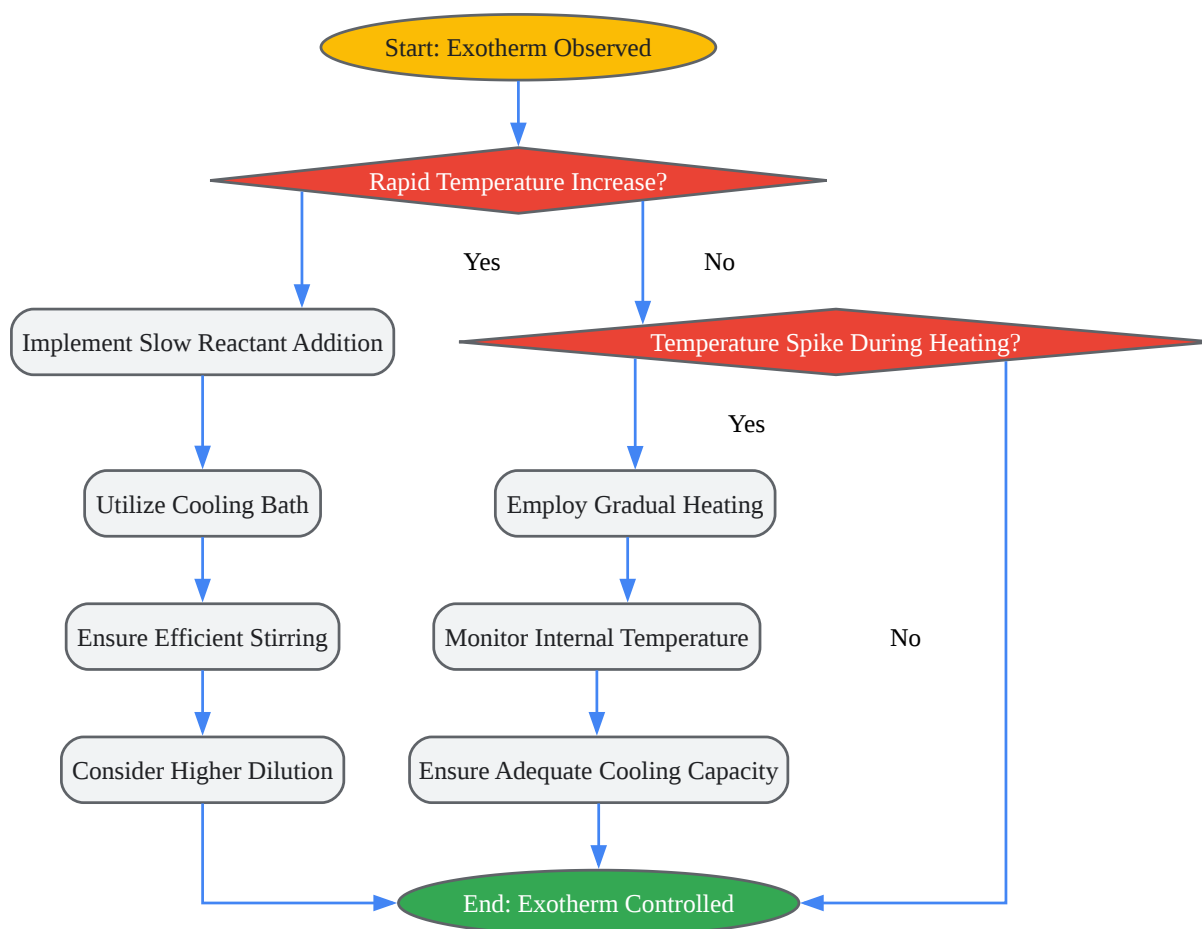 Start: Exotherm Observed
Rapid Temperature Increase?
Yes
No
Implement Slow Reactant Addition
Temperature Spike During Heating?
Yes
Utilize Cooling Bath
Employ Gradual Heating
Ensure Efficient Stirring
Monitor Internal Temperature
No
Consider Higher Dilution
Ensure Adequate Cooling Capacity
End: Exotherm Controlled